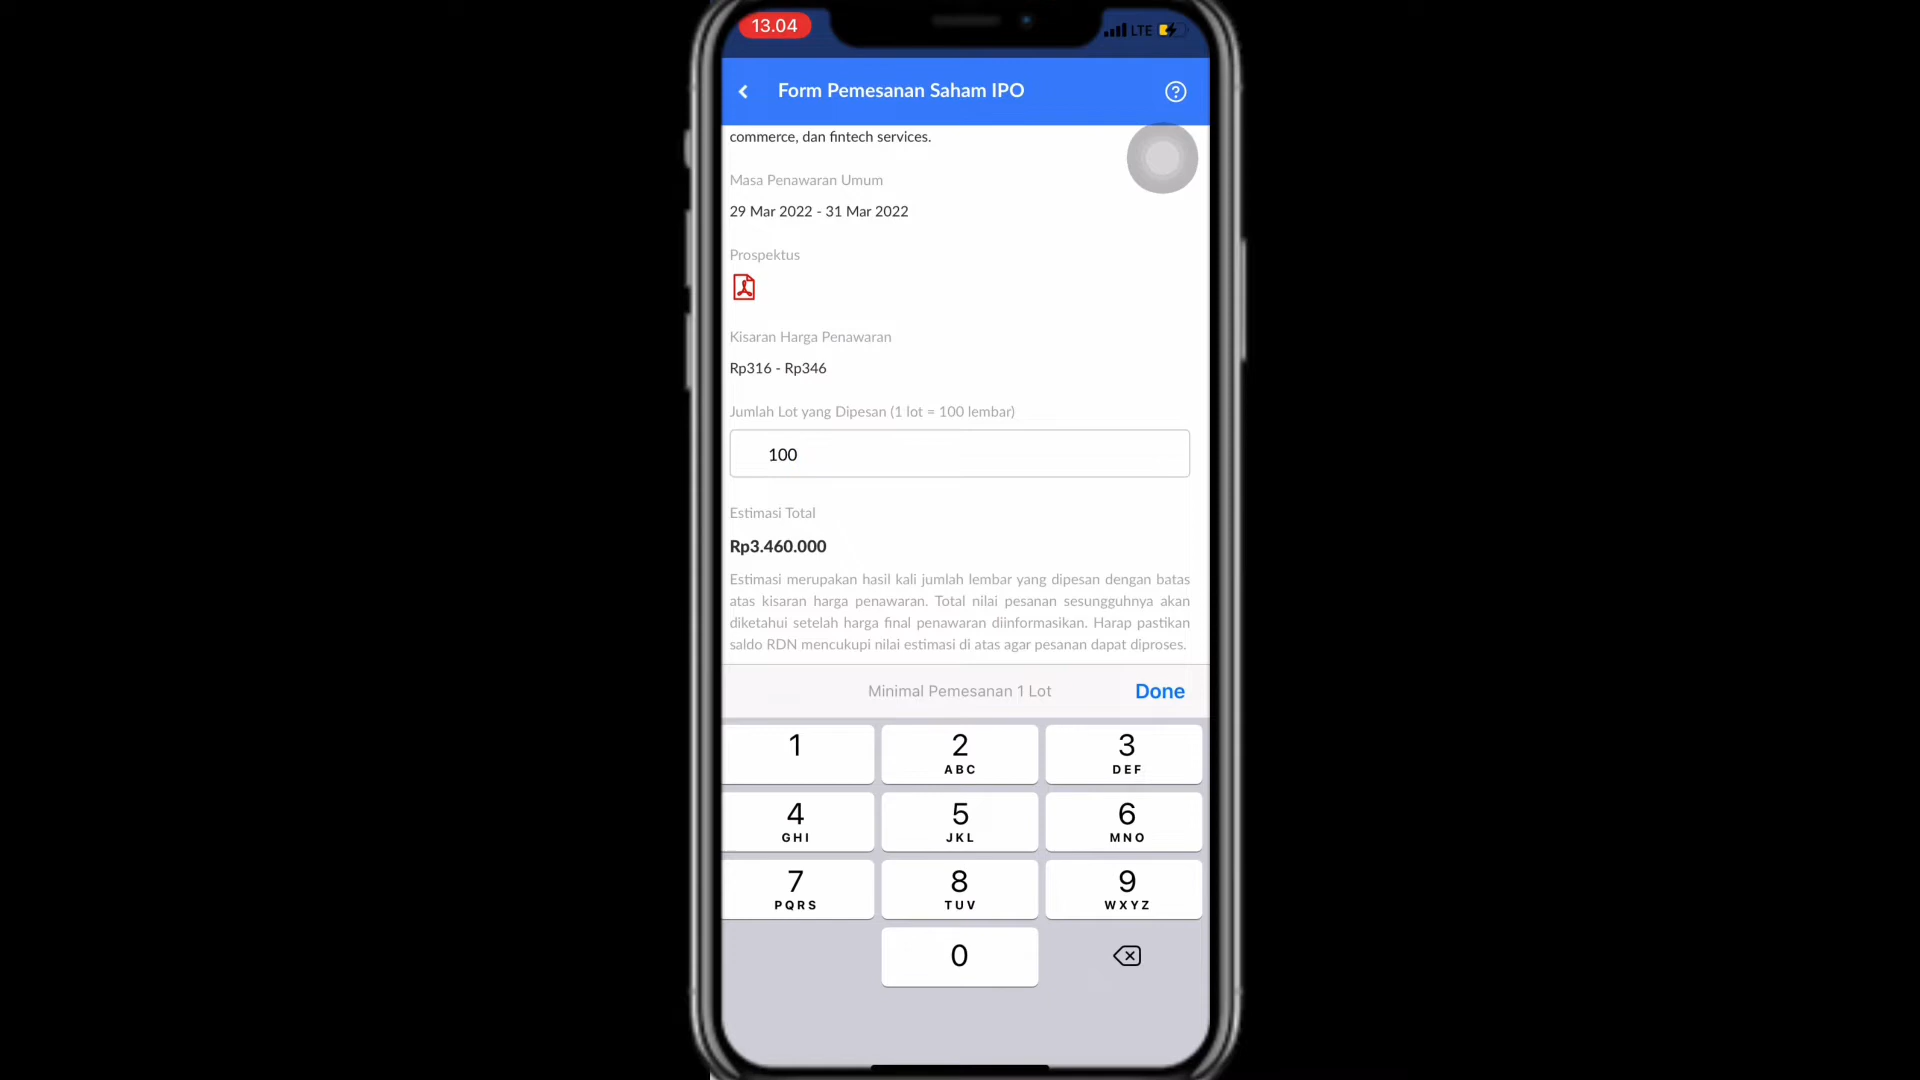 13.04
LTE
Form Pemesanan Saham IPO
commerce, dan fintech services.
Masa Penawaran Umum
29 Mar 2022 - 31 Mar 2022
Prospektus
Kisaran Harga Penawaran
Rp316 - Rp346
Jumlah Lot yang Dipesan (1 lot = 100 lembar)
100
Estimasi Total
Rp3.460.000
Estimasi merupakan hasil kali jumlah lembar yang dipesan dengan batas
atas kisaran harga penawaran. Total nilai pesanan sesungguhnya akan
diketahui setelah harga final penawaran diinformasikan. Harap pastikan
saldo RDN mencukupi nilai estimasi di atas agar pesanan dapat diproses.
Minimal Pemesanan 1 Lot
Done
1
2
ABC
3
DEF
4
GHI
5
JKL
6
MNO
7
PQRS
8
TUV
9
WXYZ
0